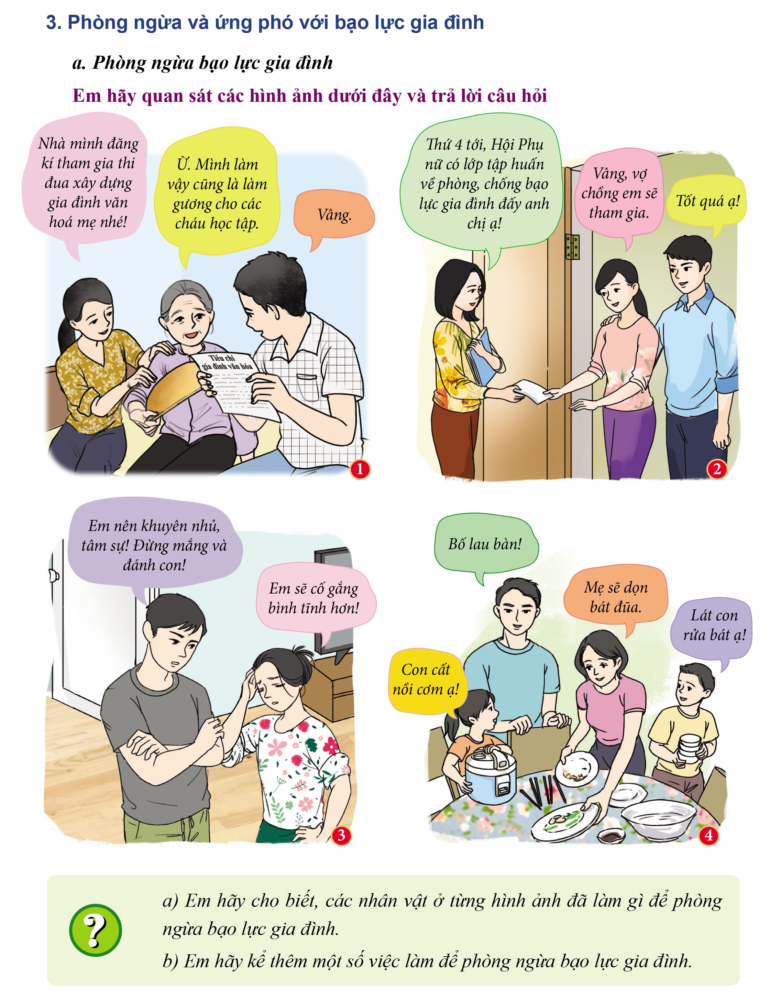 3. Phòng ngừa và ứng phó với bạo lực gia đình
a. Phòng ngừa bạo lực gia đình
Em hãy quan sát các hình ảnh dưới đây và trả lời câu hỏi
Nhà mình đăng
kí tham gia thi
đua xây dựng
gia đình văn
hoá mẹ nhé!
Ừ. Mình làm
vậy cũng là làm
gương cho các
cháu học tập.
Vâng.
Tiêu chí
gia đình văn hóa
1
Thứ 4 tới, Hội Phụ
nữ có lớp tập huấn
về phòng, chống bạo
lực gia đình đấy anh
chị ạ!
Vâng, vợ
chồng em sẽ
tham gia.
Tốt quá ạ!
2
Em nên khuyên nhủ,
tâm sự! Đừng mắng và
đánh con!
Em sẽ cố gắng
bình tĩnh hơn!
3
Bố lau bàn!
Mẹ sẽ dọn
bát đũa.
Lát con
rửa bát ạ!
Con cất
nồi cơm ạ!
4
?
a) Em hãy cho biết, các nhân vật ở từng hình ảnh đã làm gì để phòng
ngừa bạo lực gia đình.
b) Em hãy kể thêm một số việc làm để phòng ngừa bạo lực gia đình.